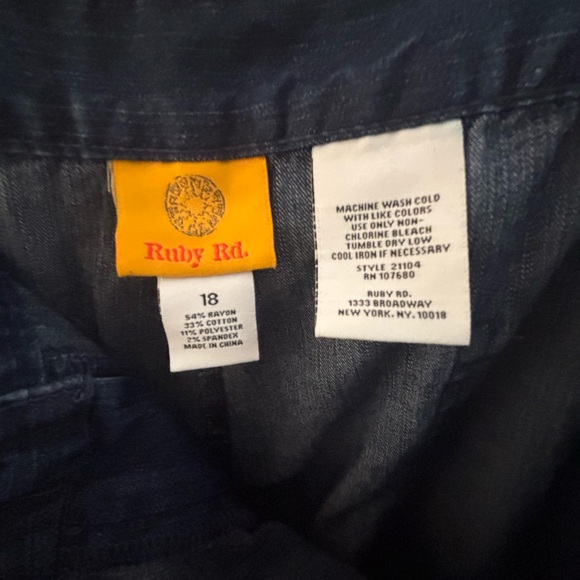 Ruby Rd.
18
54% RAYON
33% COTTON
11% POLYESTER
2% SPANDEX
MADE IN CHINA
MACHINE WASH COLD
WITH LIKE COLORS
USE ONLY NON-
CHLORINE BLEACH
TUMBLE DRY LOW
COOL IRON IF NECESSARY
STYLE 21104
RN 107680
RUBY RD.
1333 BROADWAY
NEW YORK. NY. 10018